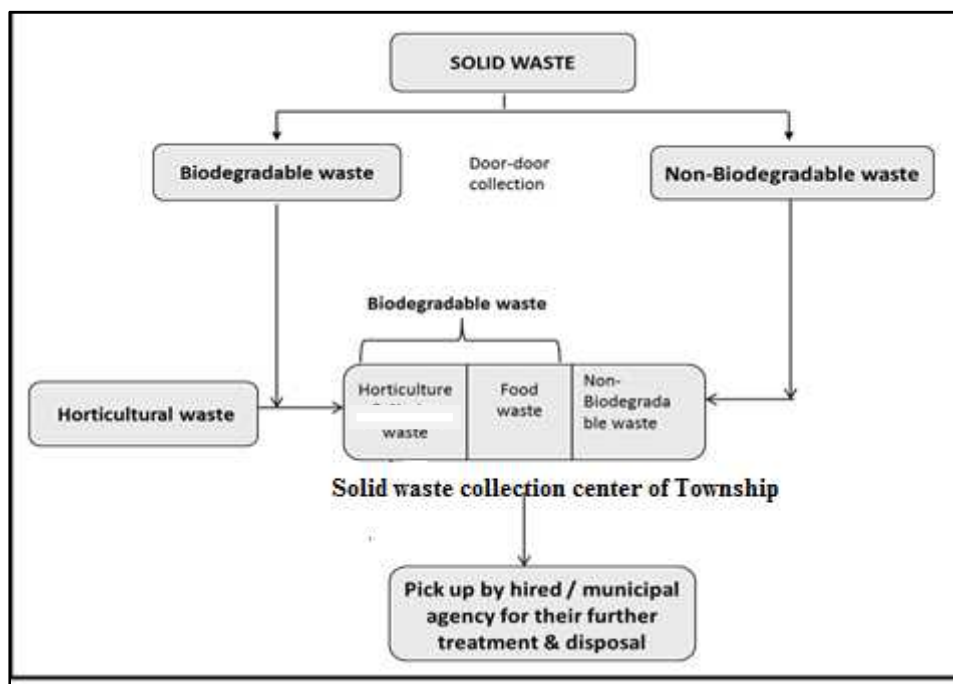 SOLID WASTE
Biodegradable waste
Door-door
collection
Non-Biodegradable waste
Biodegradable waste
Horticultural waste
Horticulture
waste
Food
waste
Non-
Biodegrada
ble waste
Solid waste collection center of Township
Pick up by hired / municipal
agency for their further
treatment & disposal